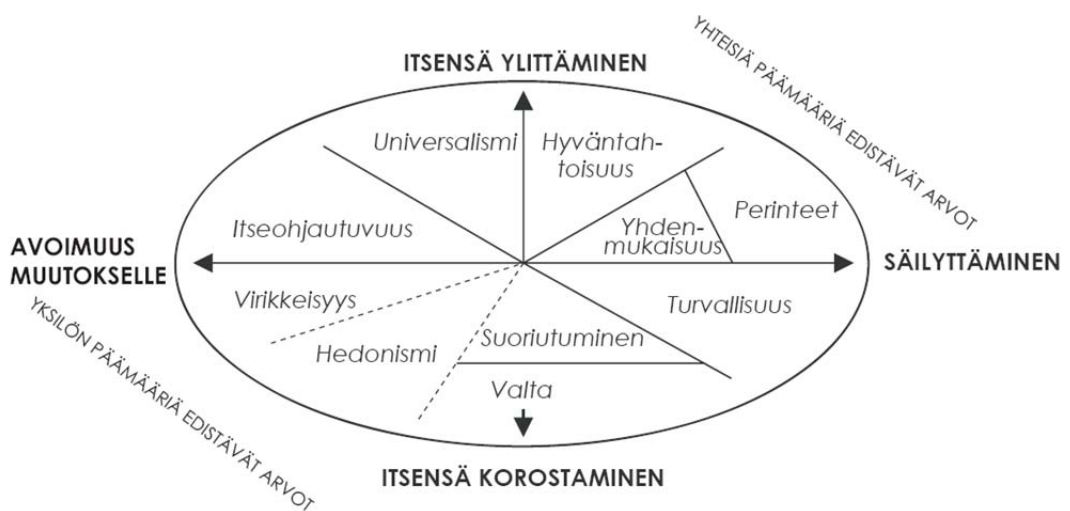 ITSENSÄ YLITTÄMINEN
YHTEISIÄ PÄÄMÄÄRIÄ EDISTÄVÄT ARVOT
Universalismi
Hyväntah-
toisuus
Itseohjautuvuus
Yhden-
mukaisuus
Perinteet
AVOIMUUS
MUUTOKSELLE
SÄILYTTÄMINEN
Virikkeisyys
Turvallisuus
Hedonismi
Suoriutuminen
Valta
YKSILÖN PÄÄMÄÄRIÄ EDISTÄVÄT ARVOT
ITSENSÄ KOROSTAMINEN